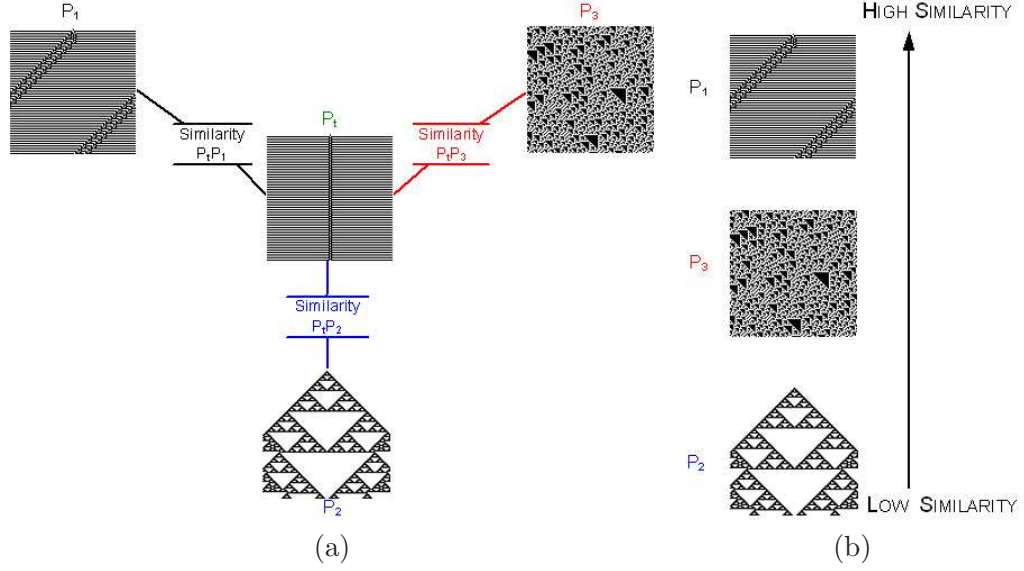 P₁
P₃
Similarity
PₜP₁
Pₜ
Similarity
PₜP₃
Similarity
PₜP₂
P₂
(a)
HIGH SIMILARITY
P₁
P₃
P₂
LOW SIMILARITY
(b)